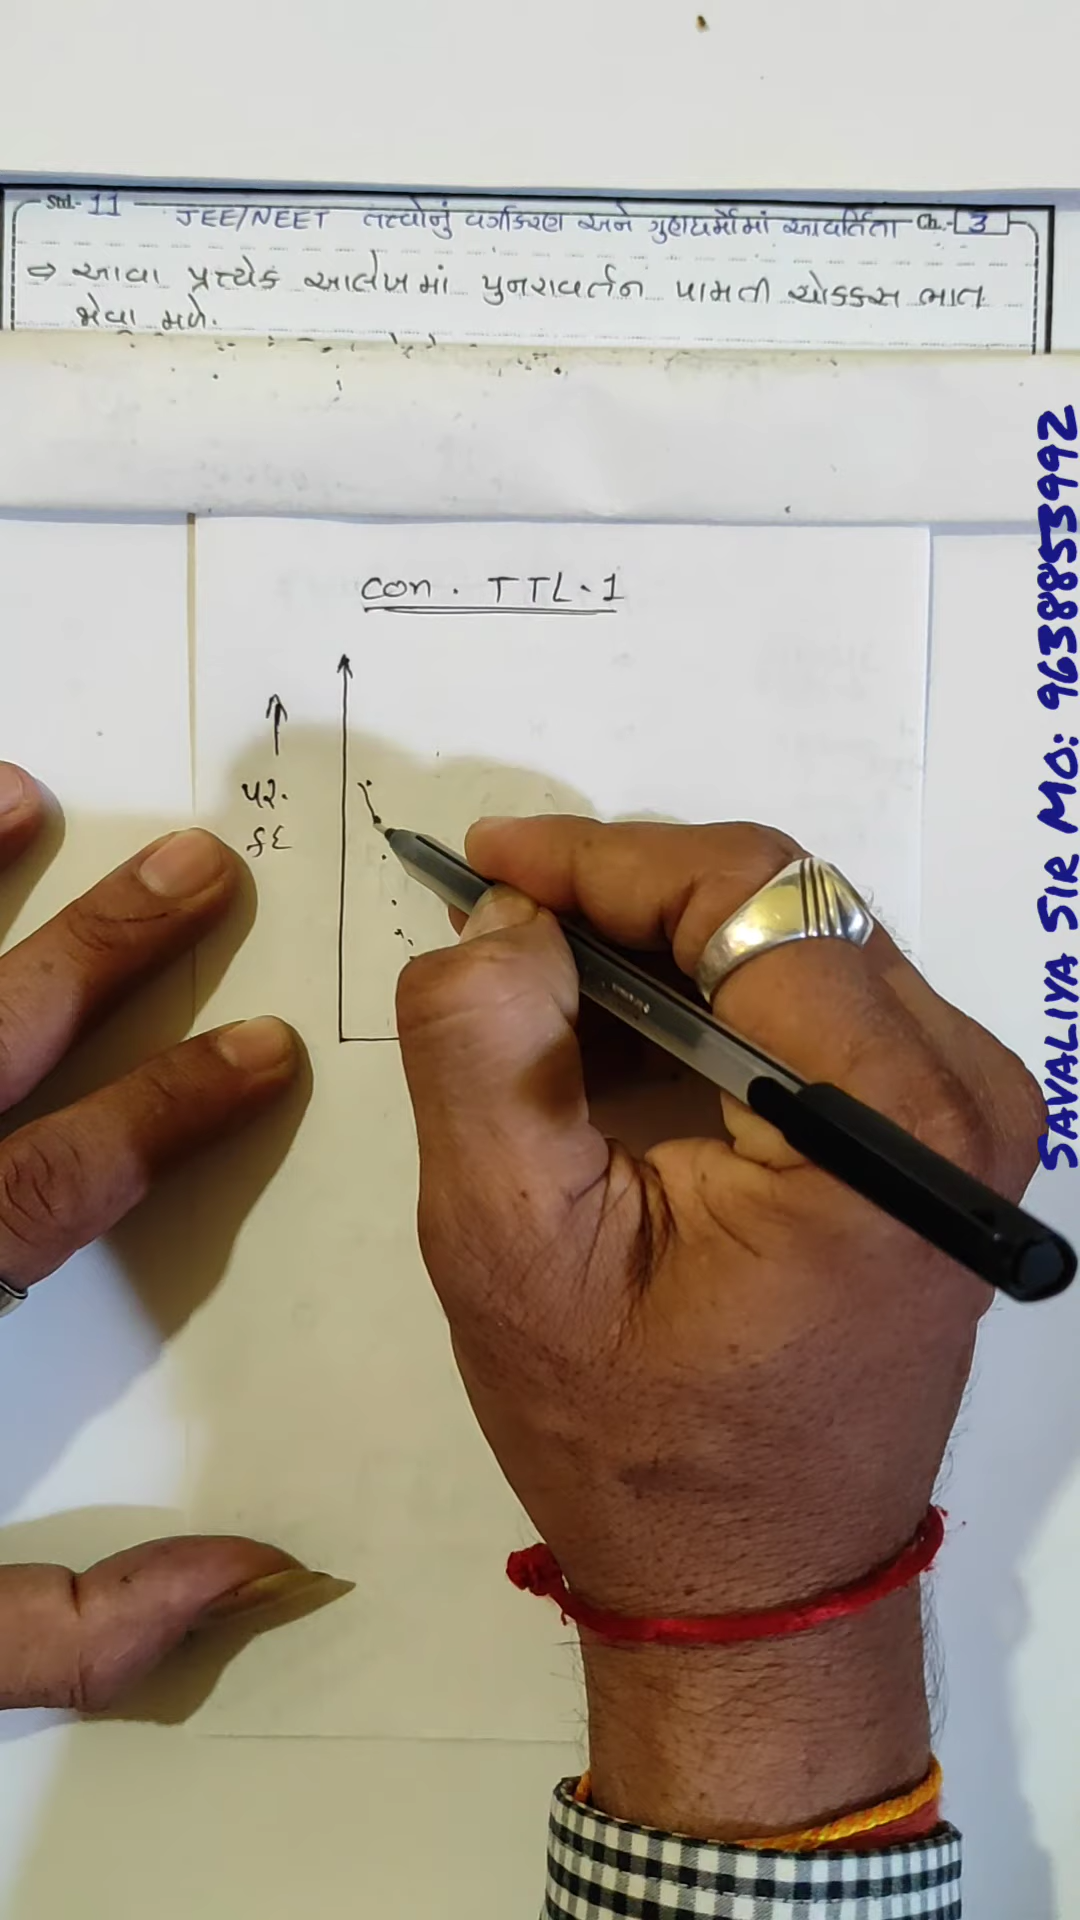 Std.- 11 JEE/NEET તત્ત્વોનું વર્ગીકરણ અને ગુણધર્મોમાં આવર્તિતા Ch.- 3
⇒ આવા પ્રત્યેક આલેખમાં પુનરાવર્તન પામતી ચોક્કસ ભાત
જોવા મળે.
con. TTL-1
પર.
કદ
SAVALIYA SIR MO: 9638853992